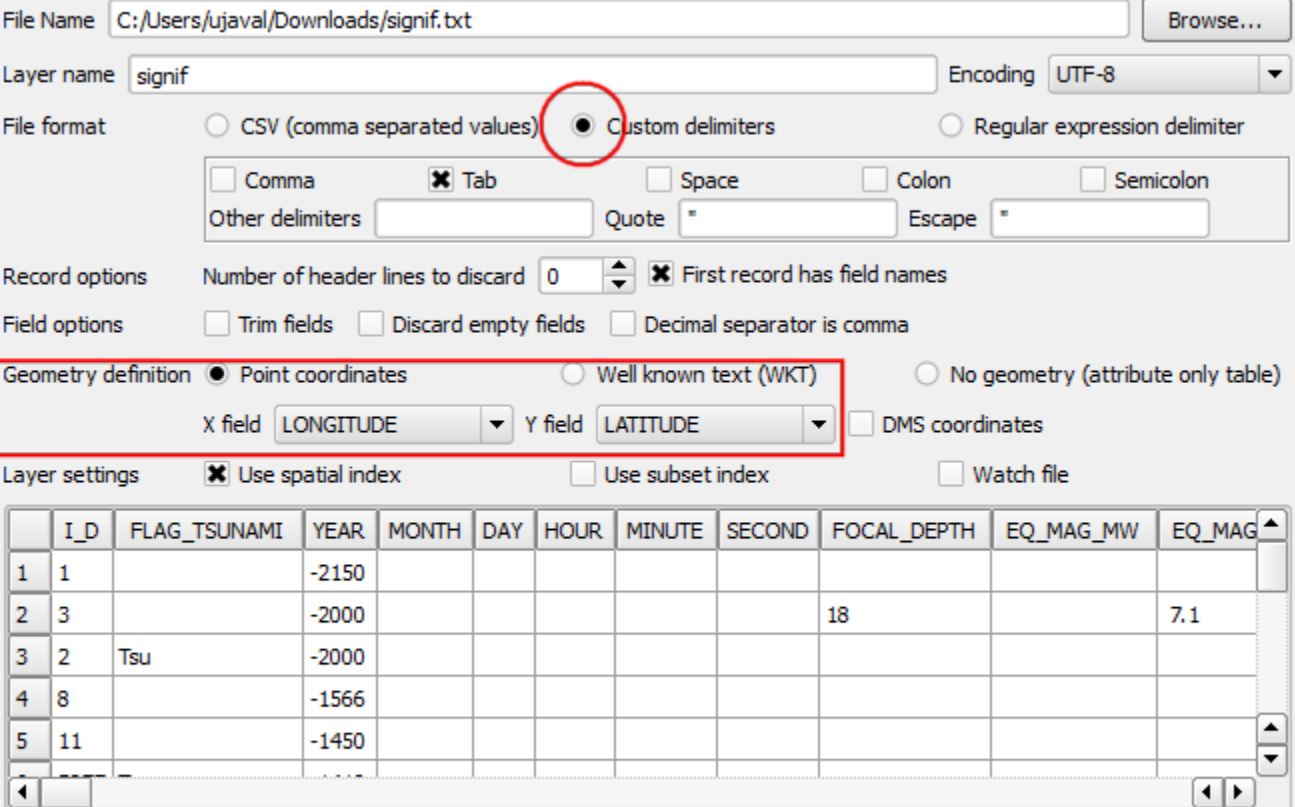 File Name C:/Users/ujaval/Downloads/signif.txt Browse...
Layer name signif Encoding UTF-8
File format CSV (comma separated values) Custom delimiters Regular expression delimiter
Comma Tab Space Colon Semicolon
Other delimiters Quote " Escape "
Record options Number of header lines to discard 0 First record has field names
Field options Trim fields Discard empty fields Decimal separator is comma
Geometry definition Point coordinates Well known text (WKT) No geometry (attribute only table)
X field LONGITUDE Y field LATITUDE DMS coordinates
Layer settings Use spatial index Use subset index Watch file
I_D FLAG_TSUNAMI YEAR MONTH DAY HOUR MINUTE SECOND FOCAL_DEPTH EQ_MAG_MW EQ_MAG
1 1 -2150
2 3 -2000 18 7.1
3 2 Tsu -2000
4 8 -1566
5 11 -1450